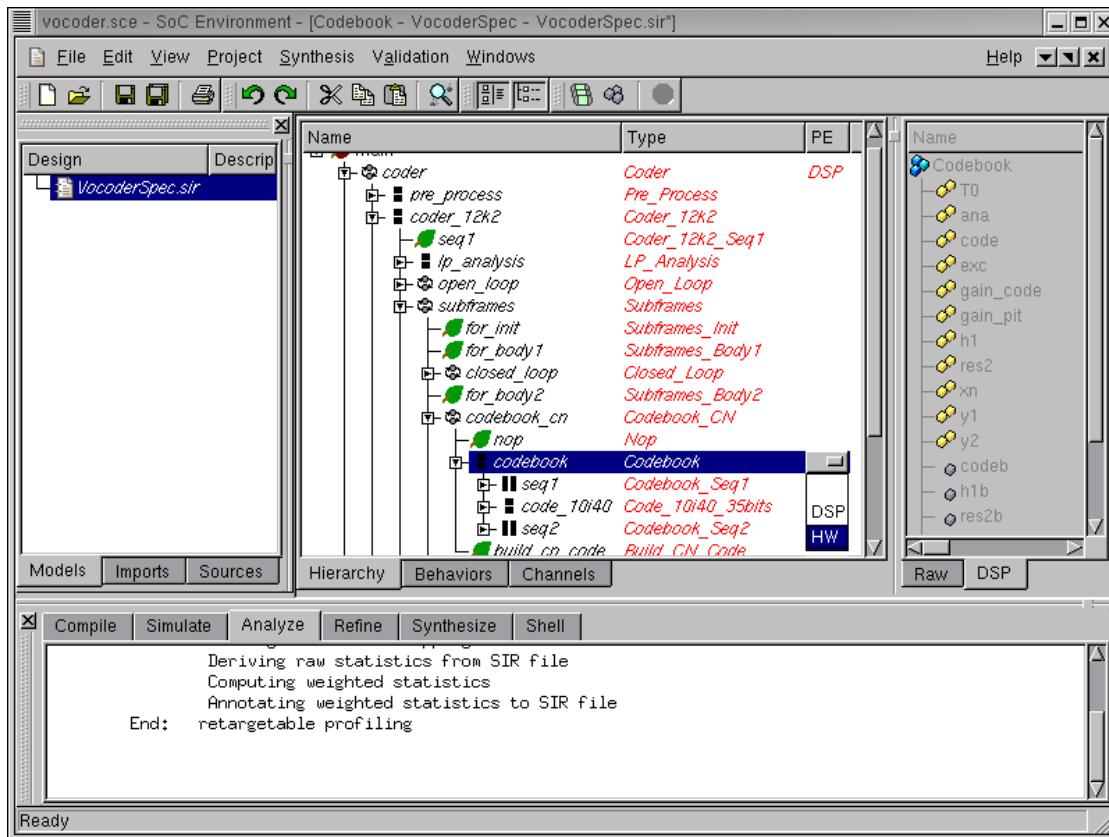 vocoder.sce - SoC Environment - [Codebook - VocoderSpec - VocoderSpec.sir*]
File Edit View Project Synthesis Validation Windows Help
Design Descrip
VocoderSpec.sir
Models Imports Sources
Name Type PE
main
coder Coder DSP
pre_process Pre_Process
coder_12k2 Coder_12k2
seq1 Coder_12k2_Seq1
lp_analysis LP_Analysis
open_loop Open_Loop
subframes Subframes
for_init Subframes_Init
for_body1 Subframes_Body1
closed_loop Closed_Loop
for_body2 Subframes_Body2
codebook_cn Codebook_CN
nop Nop
codebook Codebook
seq1 Codebook_Seq1
code_10i40 Code_10i40_35bits DSP
seq2 Codebook_Seq2 HW
build_cn_code Build_CN_Code
Hierarchy Behaviors Channels
Name
Codebook
T0
ana
code
exc
gain_code
gain_pit
h1
res2
xn
y1
y2
codeb
h1b
res2b
Raw DSP
Compile Simulate Analyze Refine Synthesize Shell
Deriving raw statistics from SIR file
Computing weighted statistics
Annotating weighted statistics to SIR file
End: retargetable profiling
Ready